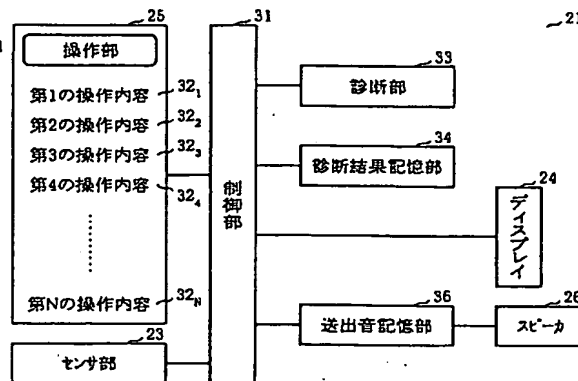 25
操作部
第1の操作内容 32₁
第2の操作内容 32₂
第3の操作内容 32₃
第4の操作内容 32₄
第Nの操作内容 32N
23
センサ部
31
制御部
21
33
診断部
34
診断結果記憶部
24
ディスプレイ
36
送出音記憶部
26
スピーカ